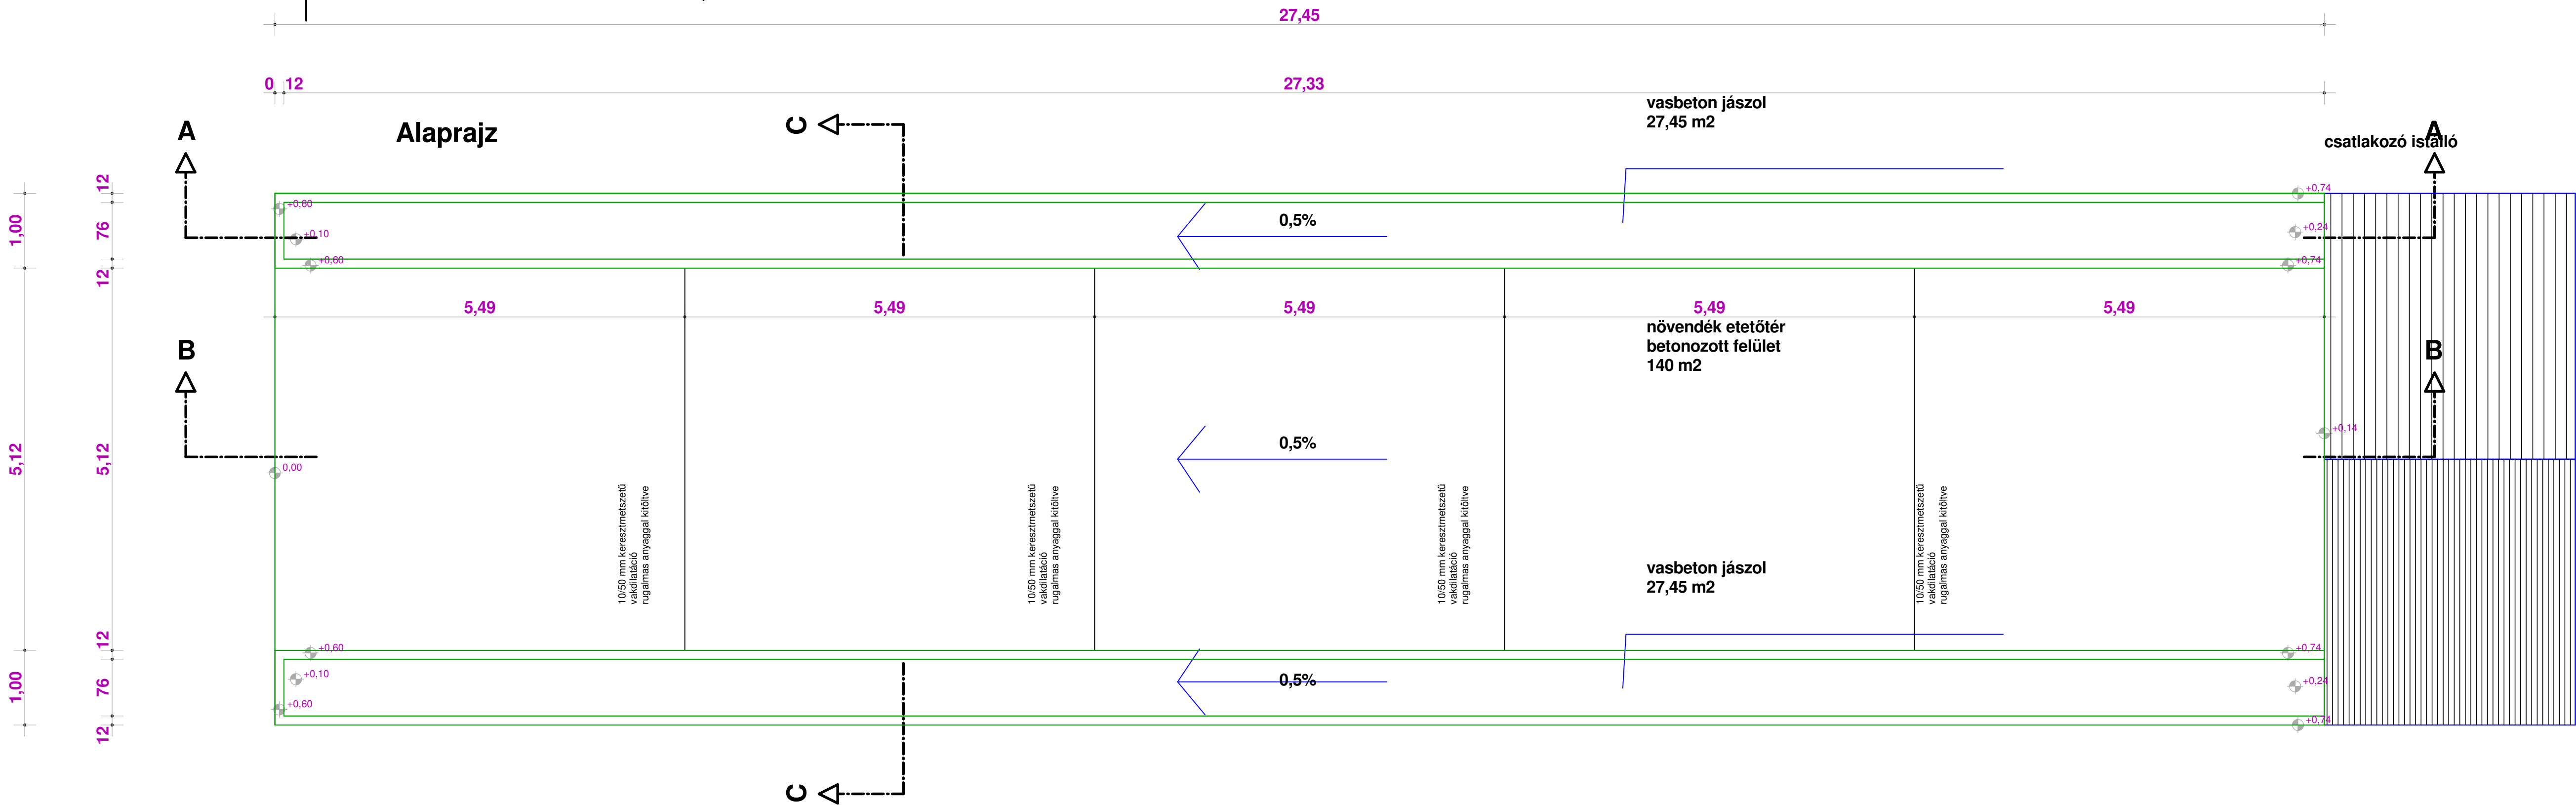 27,45
0 12 27,33
vasbeton jászol
27,45 m2
A
Alaprajz
C
A
csatlakozó istálló
12
76
12
1,00
+0,60
+0,10
+0,60
0,5%
+0,74
+0,24
+0,74
5,49 5,49 5,49 5,49 5,49
növendék etetőtér
betonozott felület
140 m2
B
B
5,12
5,12
0,00
0,5%
+0,14
10/50 mm keresztmetszetű
vakdilatáció
rugalmas anyaggal kitöltve
10/50 mm keresztmetszetű
vakdilatáció
rugalmas anyaggal kitöltve
10/50 mm keresztmetszetű
vakdilatáció
rugalmas anyaggal kitöltve
10/50 mm keresztmetszetű
vakdilatáció
rugalmas anyaggal kitöltve
vasbeton jászol
27,45 m2
12
76
12
1,00
+0,60
+0,10
+0,60
0,5%
+0,74
+0,24
+0,74
C